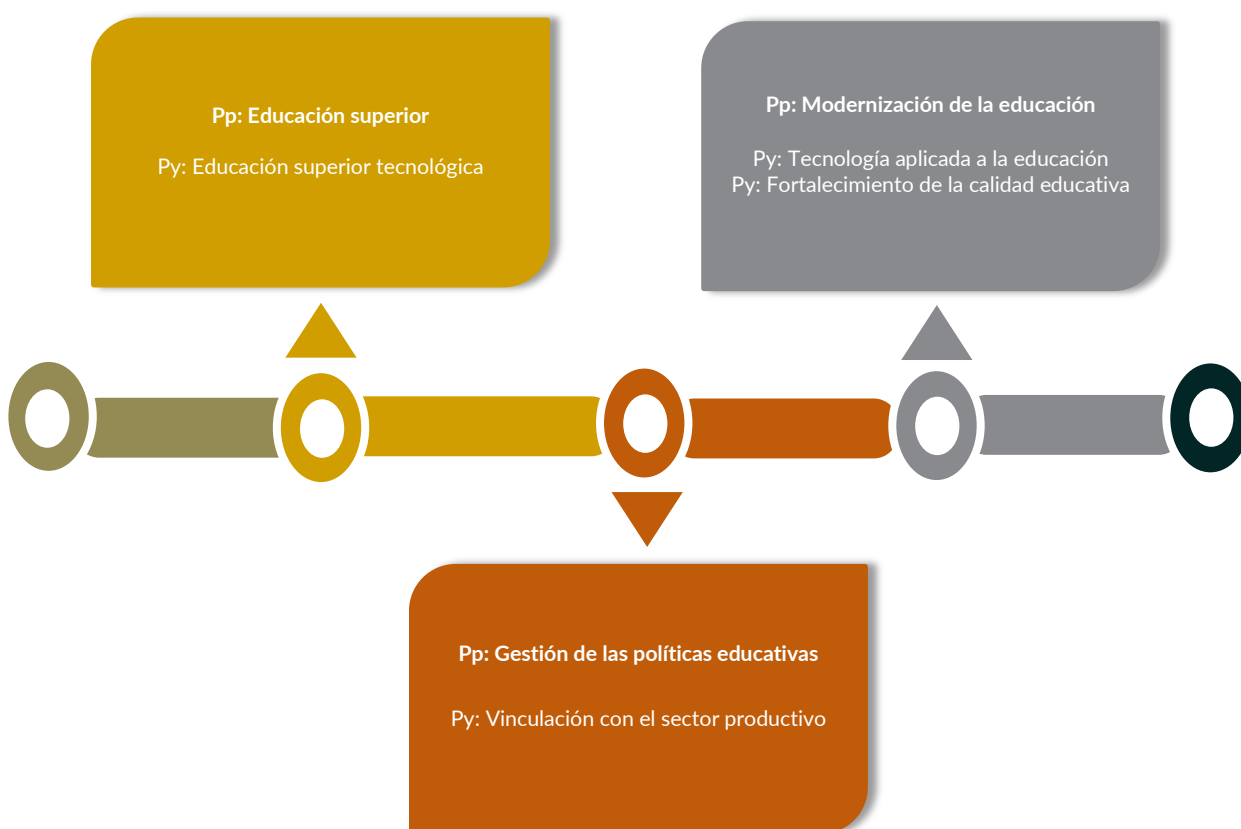 Pp: Educación superior
Py: Educación superior tecnológica
Pp: Modernización de la educación
Py: Tecnología aplicada a la educación
Py: Fortalecimiento de la calidad educativa
Pp: Gestión de las políticas educativas
Py: Vinculación con el sector productivo